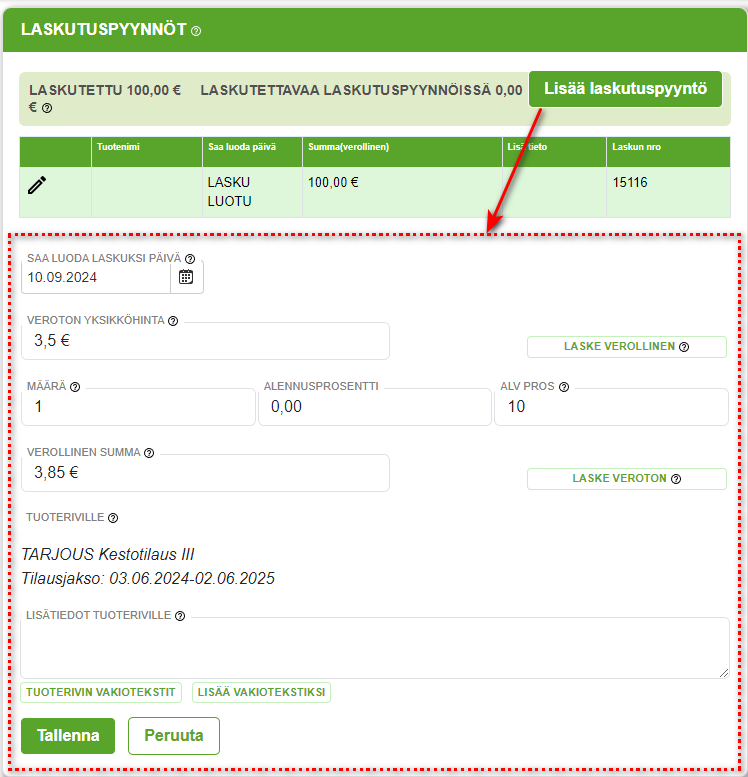 LASKUTUSPYYNNÖT
LASKUTETTU 100,00 € LASKUTETTAVAA LASKUTUSPYYNNÖISSÄ 0,00
€
Lisää laskutuspyyntö
Tuotenimi Saa luoda päivä Summa(verollinen) Lisätieto Laskun nro
LASKU 100,00 € 15116
LUOTU
SAA LUODA LASKUKSI PÄIVÄ
10.09.2024
VEROTON YKSIKKÖHINTA
3,5 €
LASKE VEROLLINEN
MÄÄRÄ ALENNUSPROSENTTI ALV PROS
1 0,00 10
VEROLLINEN SUMMA
3,85 €
LASKE VEROTON
TUOTERIVILLE
TARJOUS Kestotilaus III
Tilausjakso: 03.06.2024-02.06.2025
LISÄTIEDOT TUOTERIVILLE
TUOTERIVIN VAKIOTEKSTIT LISÄÄ VAKIOTEKSTIKSI
Tallenna Peruuta